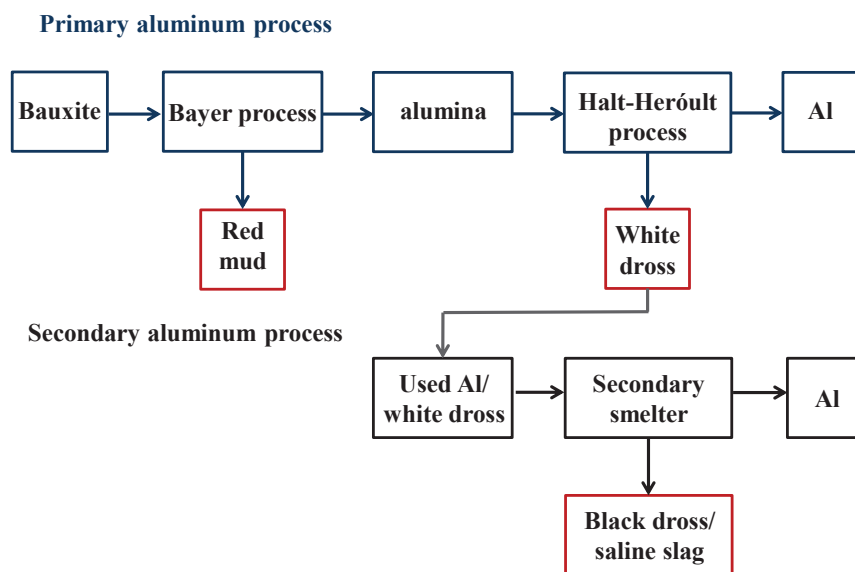 Primary aluminum process
Bauxite
Bayer process
alumina
Halt-Heróult
process
Al
Red
mud
White
dross
Secondary aluminum process
Used Al/
white dross
Secondary
smelter
Al
Black dross/
saline slag